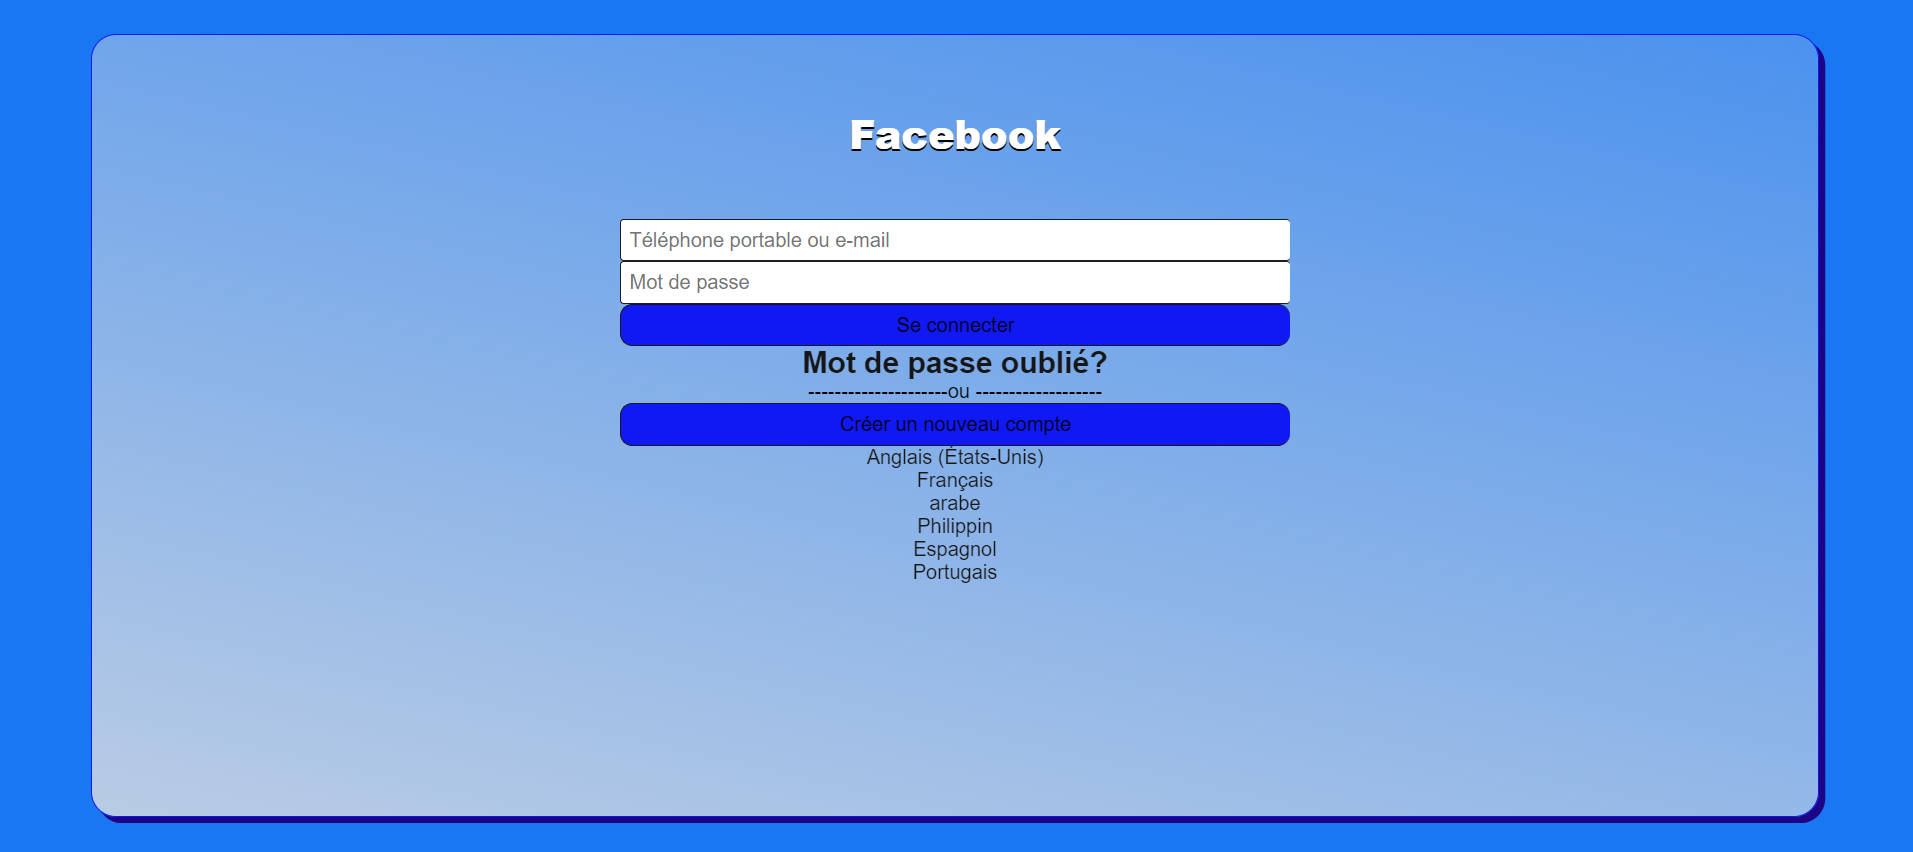 Facebook
Téléphone portable ou e-mail
Mot de passe
Se connecter
Mot de passe oublié?
---------------------ou -------------------
Créer un nouveau compte
Anglais (États-Unis)
Français
arabe
Philippin
Espagnol
Portugais